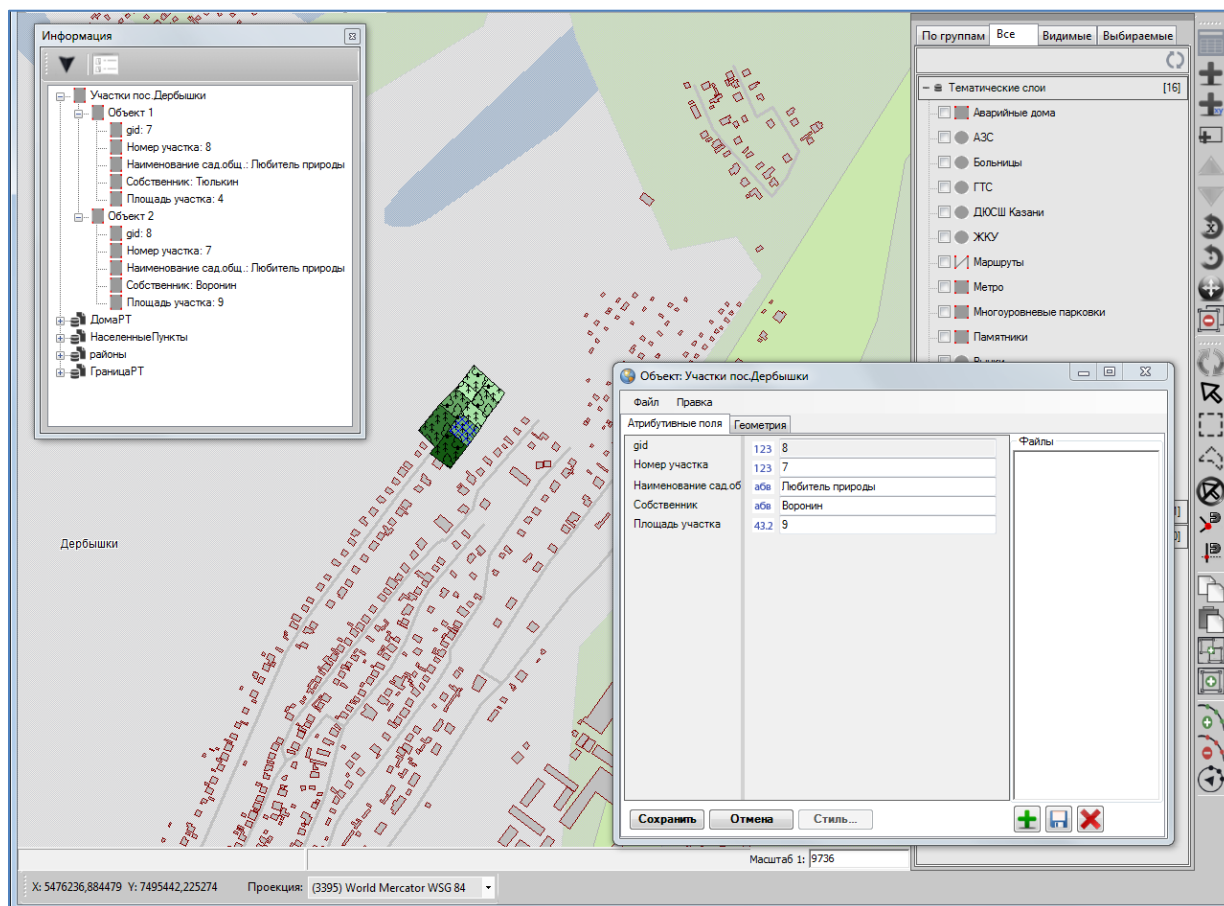 Информация
Участки пос.Дербышки
Объект 1
gid: 7
Номер участка: 8
Наименование сад.общ.: Любитель природы
Собственник: Тюлькин
Площадь участка: 4
Объект 2
gid: 8
Номер участка: 7
Наименование сад.общ.: Любитель природы
Собственник: Воронин
Площадь участка: 9
ДомаРТ
НаселенныеПункты
районы
ГраницаРТ
Дербышки
По группам Все Видимые Выбираемые
Тематические слои [16]
Аварийные дома
АЗС
Больницы
ГТС
ДЮСШ Казани
ЖКУ
Маршруты
Метро
Многоуровневые парковки
Памятники
Объект: Участки пос.Дербышки
Файл Правка
Атрибутивные поля Геометрия
gid 123 8
Номер участка 123 7
Наименование сад.об абв Любитель природы
Собственник абв Воронин
Площадь участка 43.2 9
Файлы
Сохранить Отмена Стиль...
Масштаб 1: 9736
X: 5476236,884479 Y: 7495442,225274 Проекция: (3395) World Mercator WSG 84